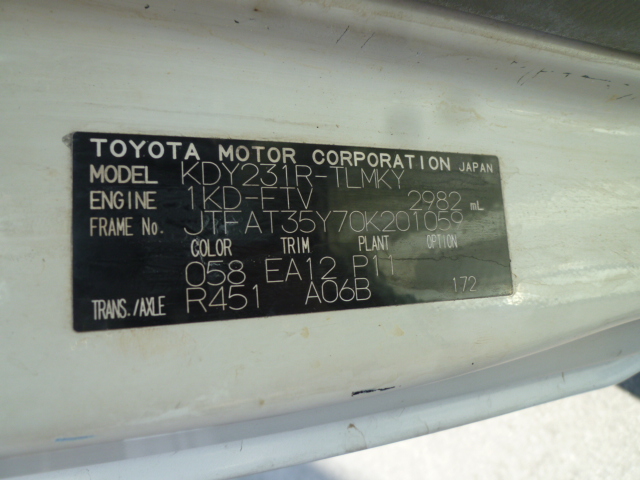 TOYOTA MOTOR CORPORATION JAPAN
MODEL KDY231R-TLMKY
ENGINE 1KD-FTV 2982 mL
FRAME No. JTFAT35Y70K201059
COLOR TRIM PLANT OPTION
058 EA12 P11
TRANS./AXLE R451 A06B 172